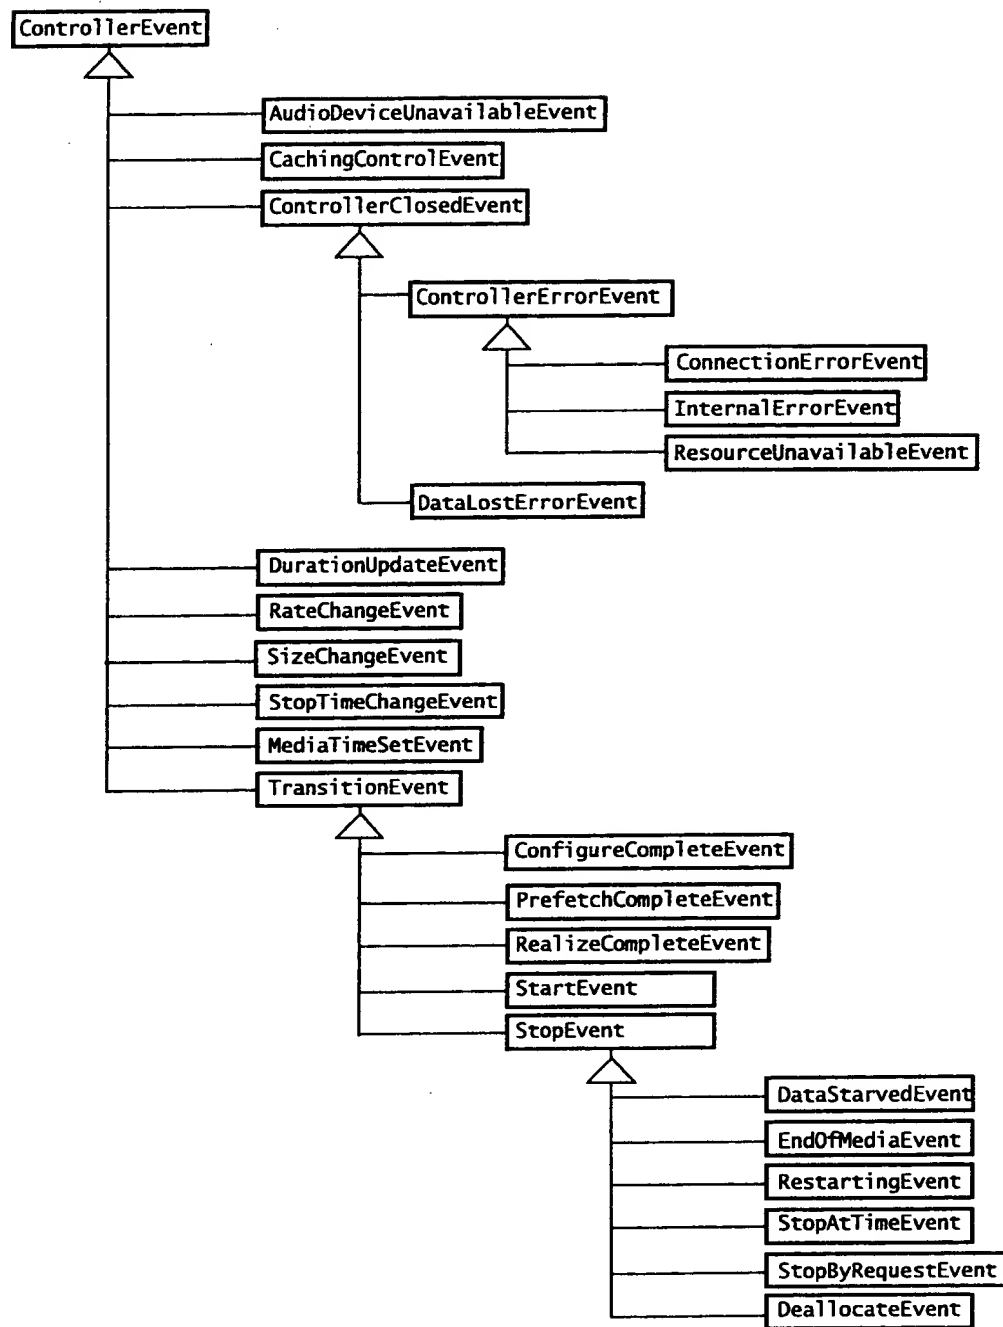 ControllerEvent
AudioDeviceUnavailableEvent
CachingControlEvent
ControllerClosedEvent
ControllerErrorEvent
ConnectionErrorEvent
InternalErrorEvent
ResourceUnavailableEvent
DataLostErrorEvent
DurationUpdateEvent
RateChangeEvent
SizeChangeEvent
StopTimeChangeEvent
MediaTimeSetEvent
TransitionEvent
ConfigureCompleteEvent
PrefetchCompleteEvent
RealizeCompleteEvent
StartEvent
StopEvent
DataStarvedEvent
EndOfMediaEvent
RestartingEvent
StopAtTimeEvent
StopByRequestEvent
DeallocateEvent